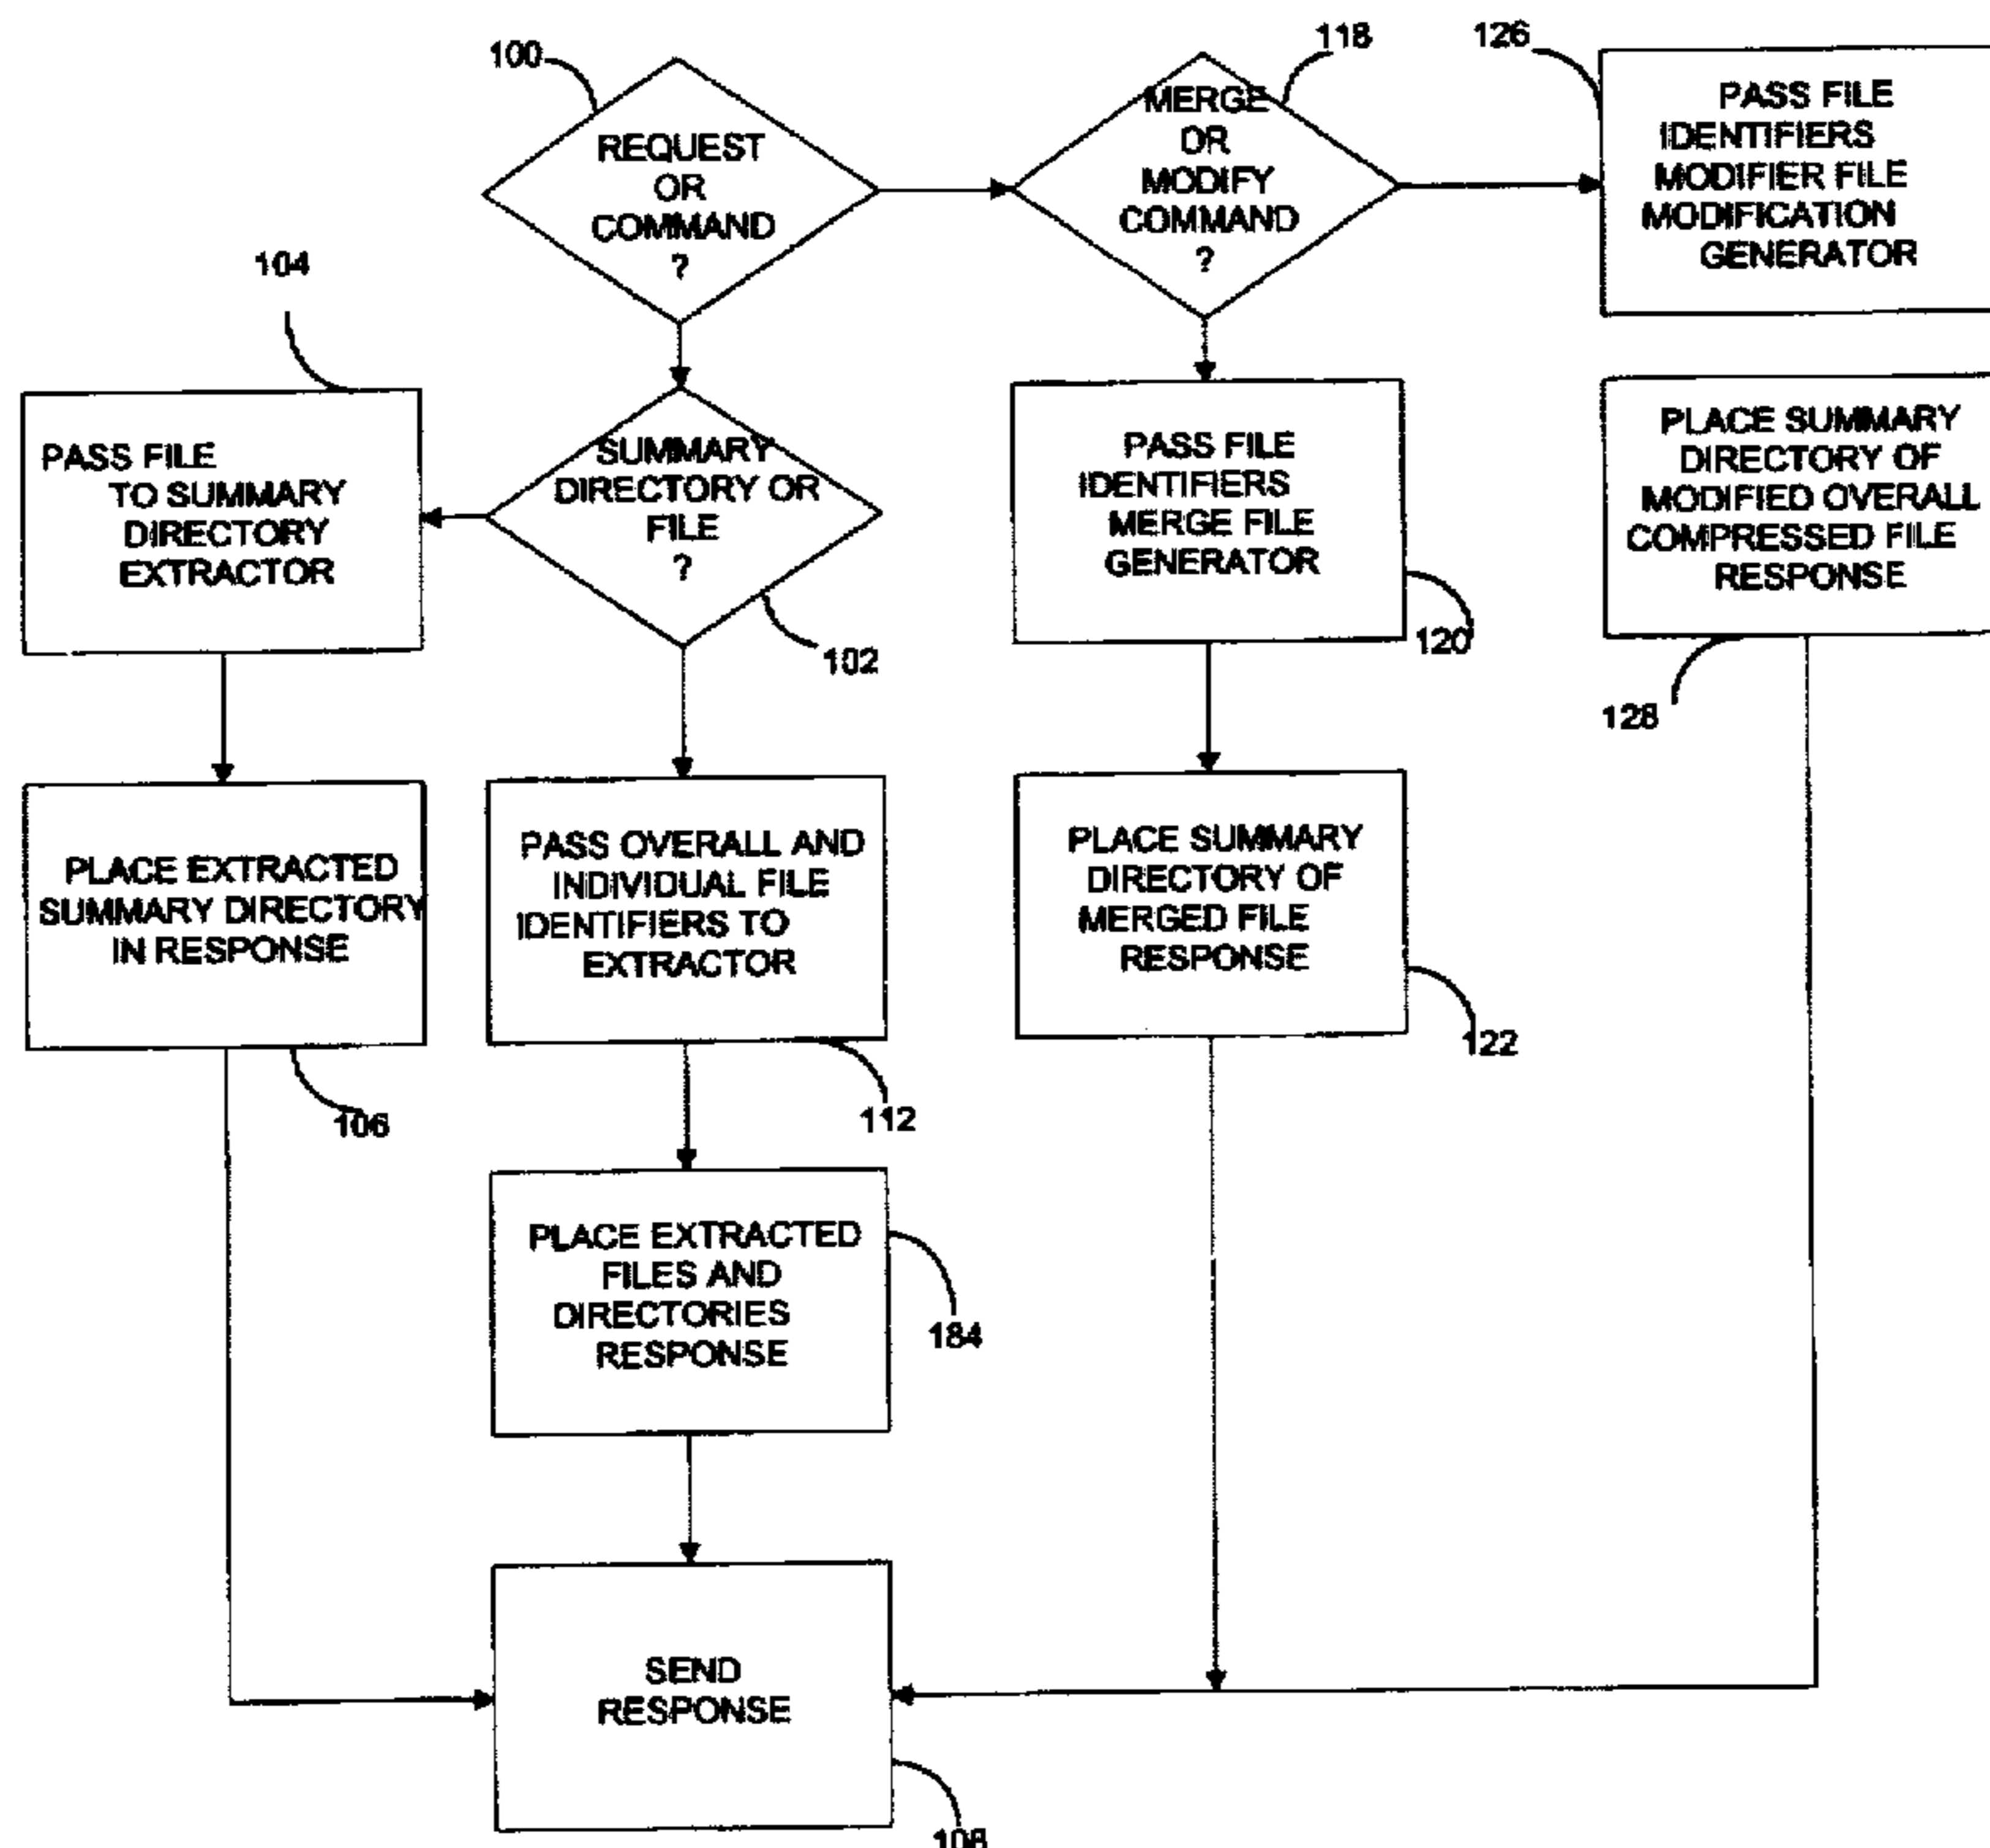 100
REQUEST
OR
COMMAND
?
118
MERGE
OR
MODIFY
COMMAND
?
126
PASS FILE
IDENTIFIERS
MODIFIER FILE
MODIFICATION
GENERATOR
104
PASS FILE
TO SUMMARY
DIRECTORY
EXTRACTOR
SUMMARY
DIRECTORY OR
FILE
?
102
PASS FILE
IDENTIFIERS
MERGE FILE
GENERATOR
120
PLACE SUMMARY
DIRECTORY OF
MODIFIED OVERALL
COMPRESSED FILE
RESPONSE
128
PLACE EXTRACTED
SUMMARY DIRECTORY
IN RESPONSE
106
PASS OVERALL AND
INDIVIDUAL FILE
IDENTIFIERS TO
EXTRACTOR
112
PLACE SUMMARY
DIRECTORY OF
MERGED FILE
RESPONSE
122
PLACE EXTRACTED
FILES AND
DIRECTORIES
RESPONSE
184
SEND
RESPONSE
108